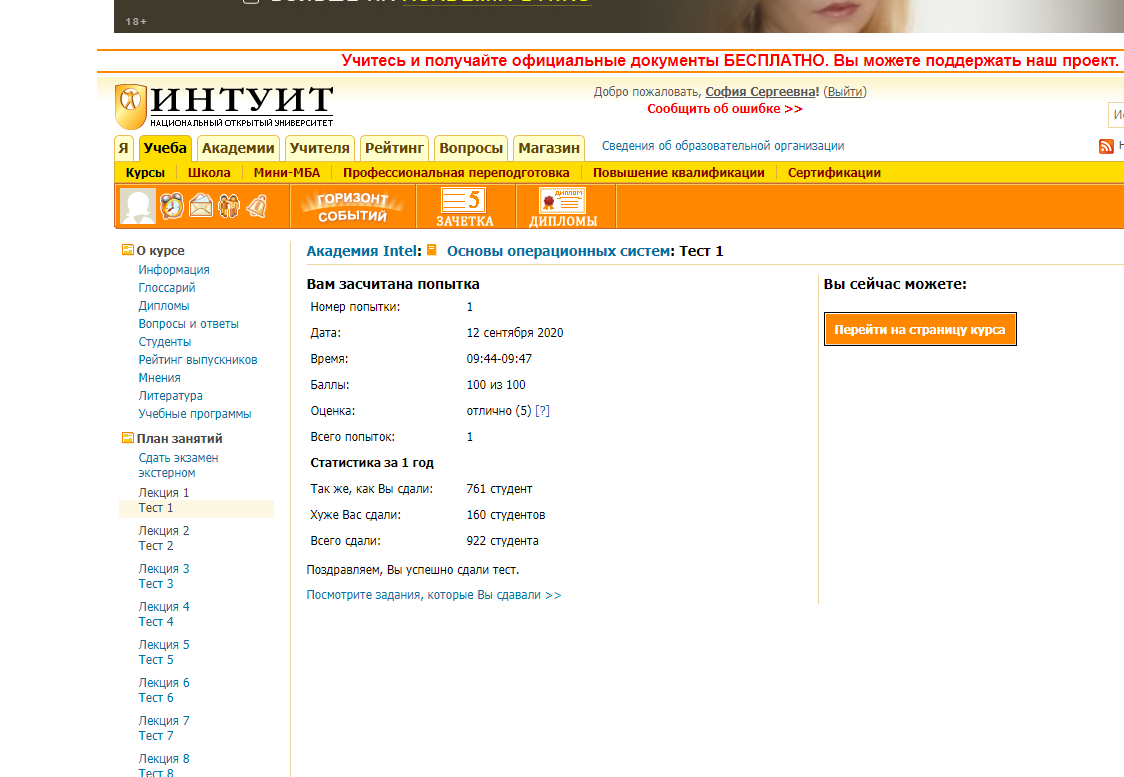 18+
Учитесь и получайте официальные документы БЕСПЛАТНО. Вы можете поддержать наш проект.
ИНТУИТ
НАЦИОНАЛЬНЫЙ ОТКРЫТЫЙ УНИВЕРСИТЕТ
Добро пожаловать, София Сергеевна! (Выйти)
Сообщить об ошибке >>
Я Учеба Академии Учителя Рейтинг Вопросы Магазин Сведения об образовательной организации
Курсы Школа Мини-МБА Профессиональная переподготовка Повышение квалификации Сертификации
ГОРИЗОНТ СОБЫТИЙ
5 ЗАЧЕТКА
ДИПЛОМ ДИПЛОМЫ
О курсе
Информация
Глоссарий
Дипломы
Вопросы и ответы
Студенты
Рейтинг выпускников
Мнения
Литература
Учебные программы
План занятий
Сдать экзамен
экстерном
Лекция 1
Тест 1
Лекция 2
Тест 2
Лекция 3
Тест 3
Лекция 4
Тест 4
Лекция 5
Тест 5
Лекция 6
Тест 6
Лекция 7
Тест 7
Лекция 8
Тест 8
Академия Intel: Основы операционных систем: Тест 1
Вам засчитана попытка
Номер попытки: 1
Дата: 12 сентября 2020
Время: 09:44-09:47
Баллы: 100 из 100
Оценка: отлично (5) [?]
Всего попыток: 1
Статистика за 1 год
Так же, как Вы сдали: 761 студент
Хуже Вас сдали: 160 студентов
Всего сдали: 922 студента
Поздравляем, Вы успешно сдали тест.
Посмотрите задания, которые Вы сдавали >>
Вы сейчас можете:
Перейти на страницу курса